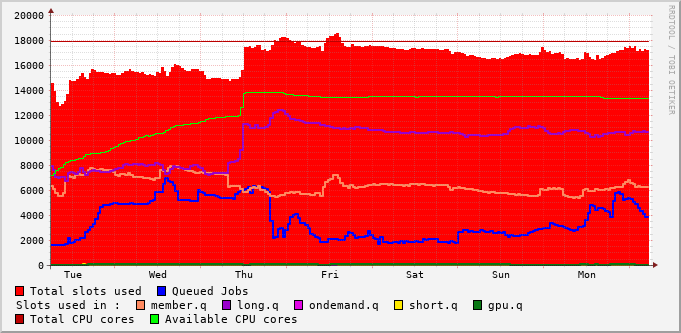 20000
18000
16000
14000
12000
10000
8000
6000
4000
2000
0
Tue Wed Thu Fri Sat Sun Mon
RRDTOOL / TOBI OETIKER
Total slots used Queued Jobs
Slots used in : member.q long.q ondemand.q short.q gpu.q
Total CPU cores Available CPU cores